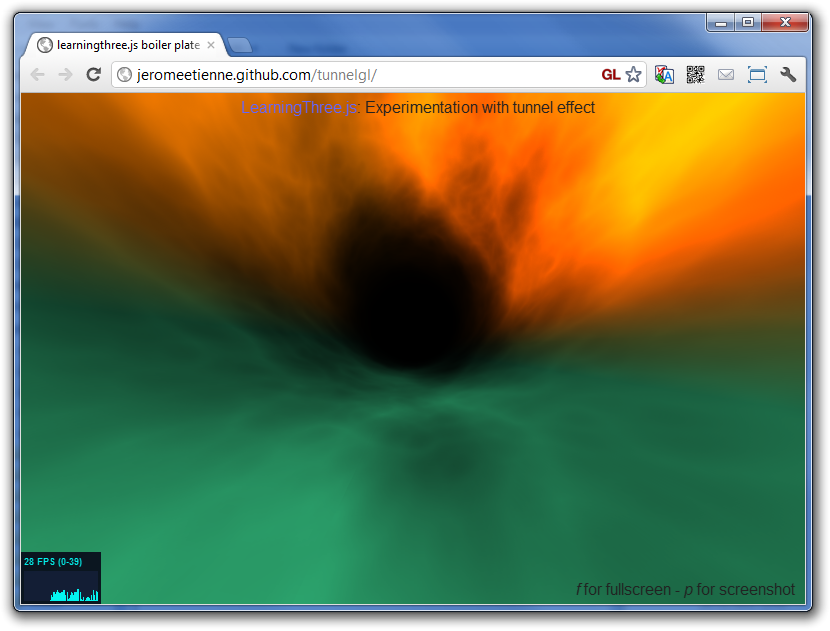 learningthree.js boiler plate
jeromeetienne.github.com/tunnelgl/
GL
LearningThree.js: Experimentation with tunnel effect
28 FPS (0-39)
f for fullscreen - p for screenshot